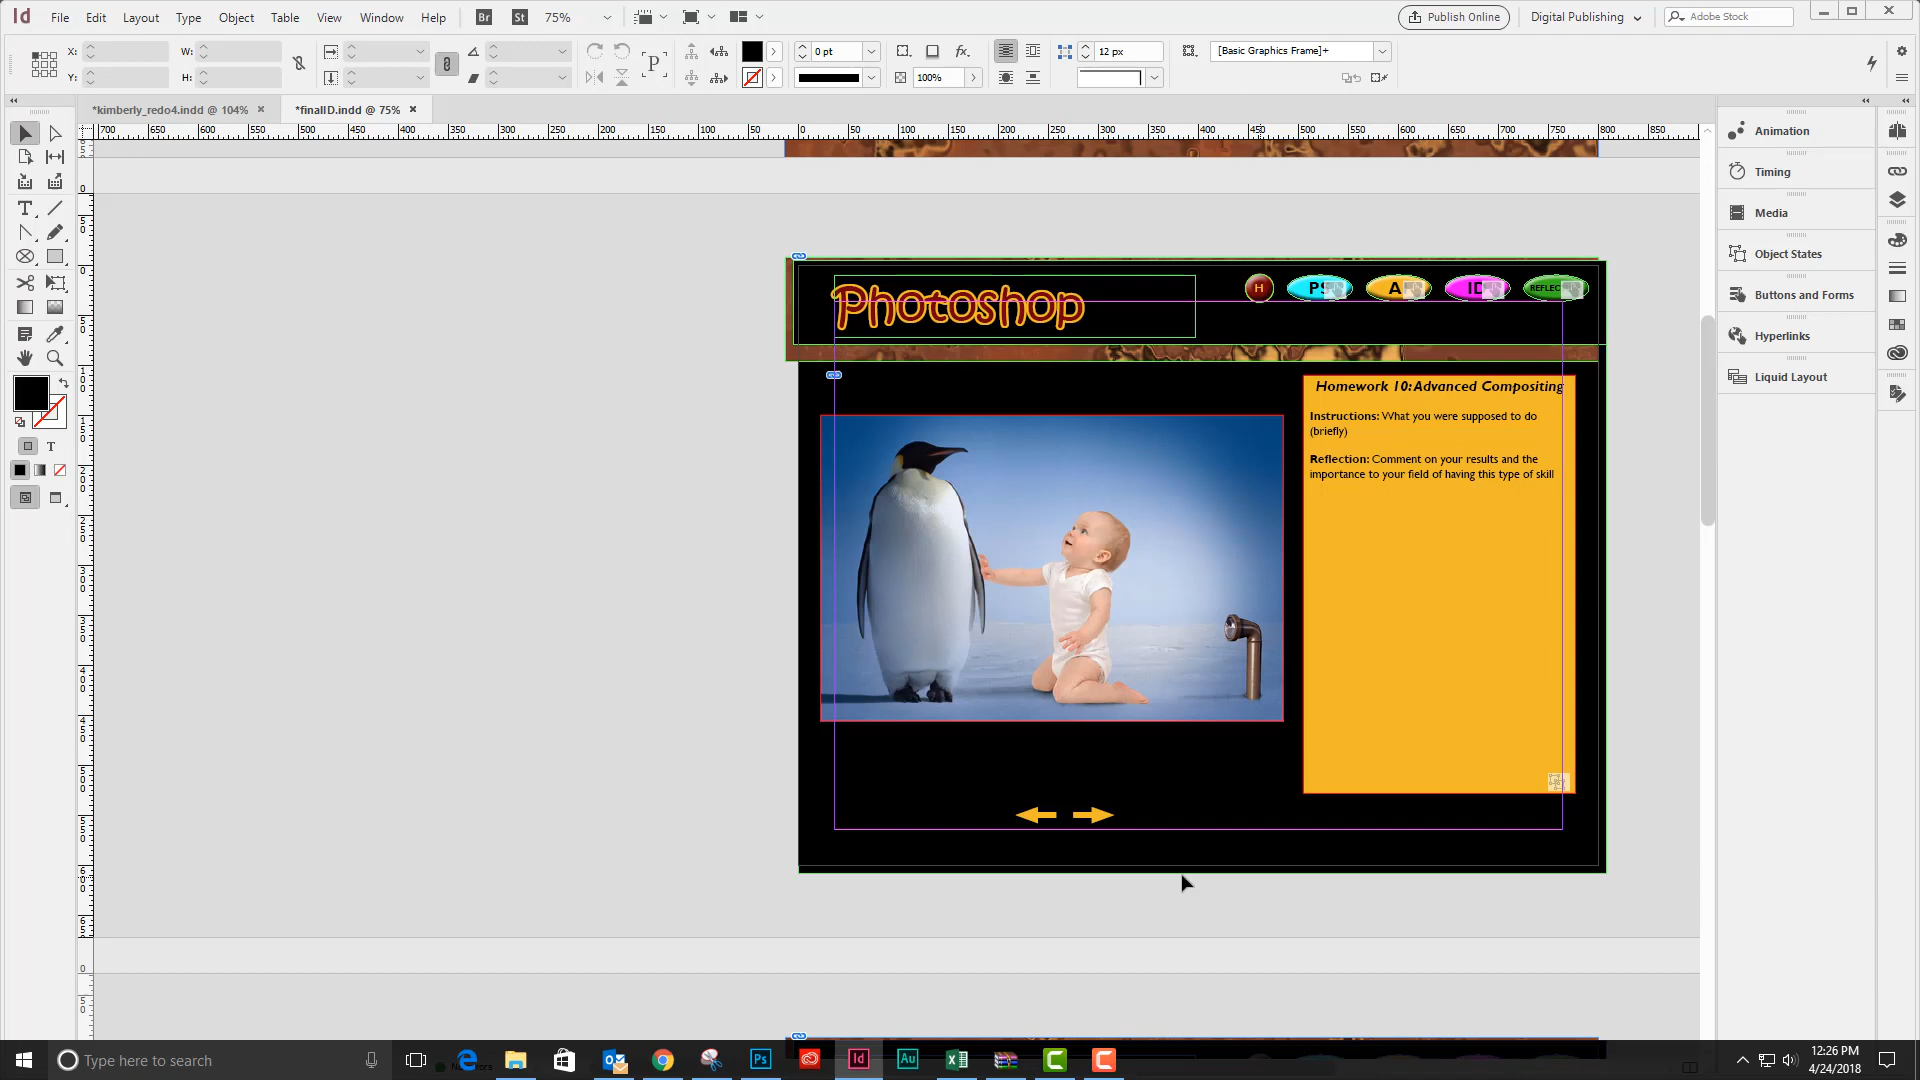 Id File Edit Layout Type Object Table View Window Help Br St 75% Publish Online Digital Publishing Adobe Stock
X: W: 0 pt fx. 12 px [Basic Graphics Frame]+
Y: H: P 100%
*kimberly_redo4.indd @ 104% *finalID.indd @ 75%
700 650 600 550 500 450 400 350 300 250 200 150 100 50 0 50 100 150 200 250 300 350 400 450 500 550 600 650 700 750 800 850
Animation
Timing
Media
Object States
Buttons and Forms
Hyperlinks
Liquid Layout
Photoshop
H PS A ID REFLEC
Homework 10: Advanced Compositing
Instructions: What you were supposed to do
(briefly)
Reflection: Comment on your results and the
importance to your field of having this type of skill
Type here to search
Ps Id Au
12:26 PM
4/24/2018